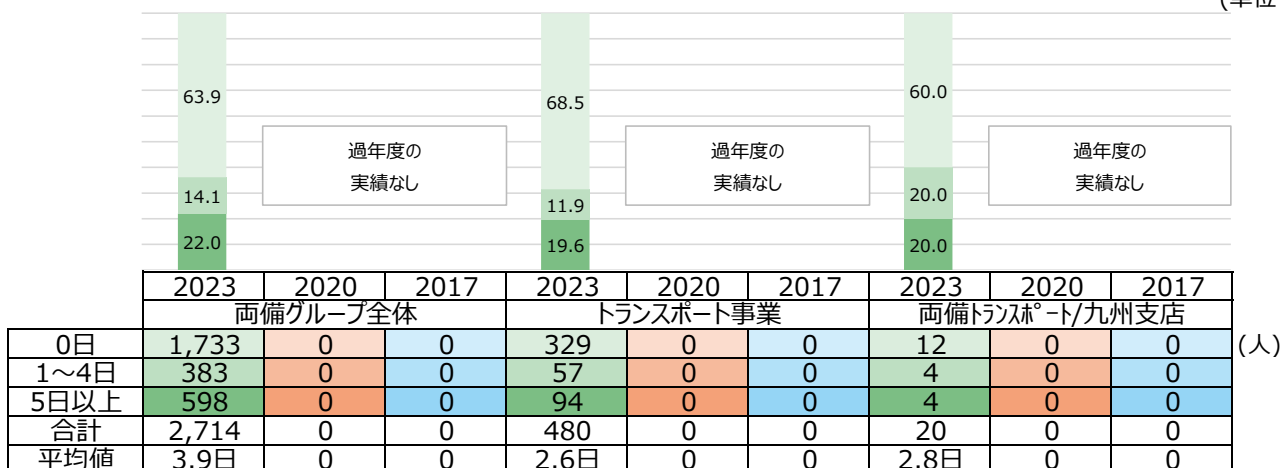 (単位
63.9
68.5
60.0
過年度の
実績なし
過年度の
実績なし
過年度の
実績なし
14.1
11.9
20.0
22.0
19.6
20.0
2023 2020 2017 2023 2020 2017 2023 2020 2017
両備グループ全体 トランスポート事業 両備トランスポート/九州支店
0日 1,733 0 0 329 0 0 12 0 0 (人)
1～4日 383 0 0 57 0 0 4 0 0
5日以上 598 0 0 94 0 0 4 0 0
合計 2,714 0 0 480 0 0 20 0 0
平均値 3.9日 0 0 2.6日 0 0 2.8日 0 0